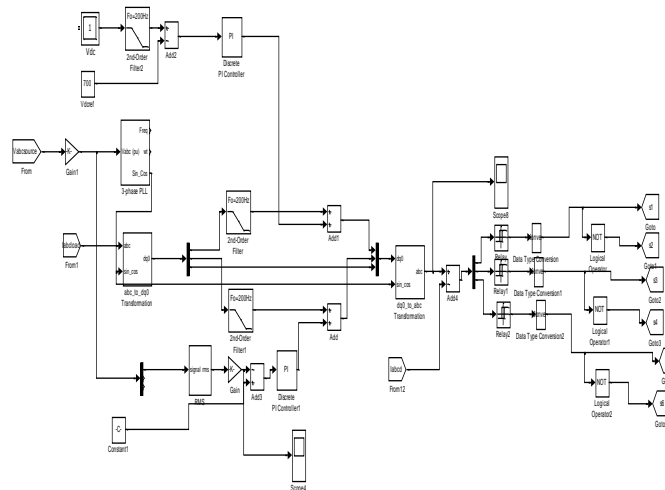 1
Vdc
Fo=200Hz
2nd-Order
Filter2
Add2
PI
Discrete
PI Controller
700
Vdcref
Vabcsource
From
-K-
Gain1
Freq
Vabc (pu)
wt
Sin_Cos
3-phase PLL
Iabcload
From1
abc
sin_cos
dq0
abc_to_dq0
Transformation
Fo=200Hz
2nd-Order
Filter
Add1
Fo=200Hz
2nd-Order
Filter1
Add
dq0
sin_cos
abc
dq0_to_abc
Transformation
Scope8
Add4
Relay
Relay1
Relay2
Data Type Conversion
Data Type Conversion1
Data Type Conversion2
NOT
Logical
Operator
NOT
Logical
Operator1
NOT
Logical
Operator2
s1
Goto
s2
Goto1
s3
Goto2
s4
Goto3
s6
Iabcd
From12
signal rms
RMS
-K-
Gain
Add3
PI
Discrete
PI Controller1
-C-
Constant1
Scope4